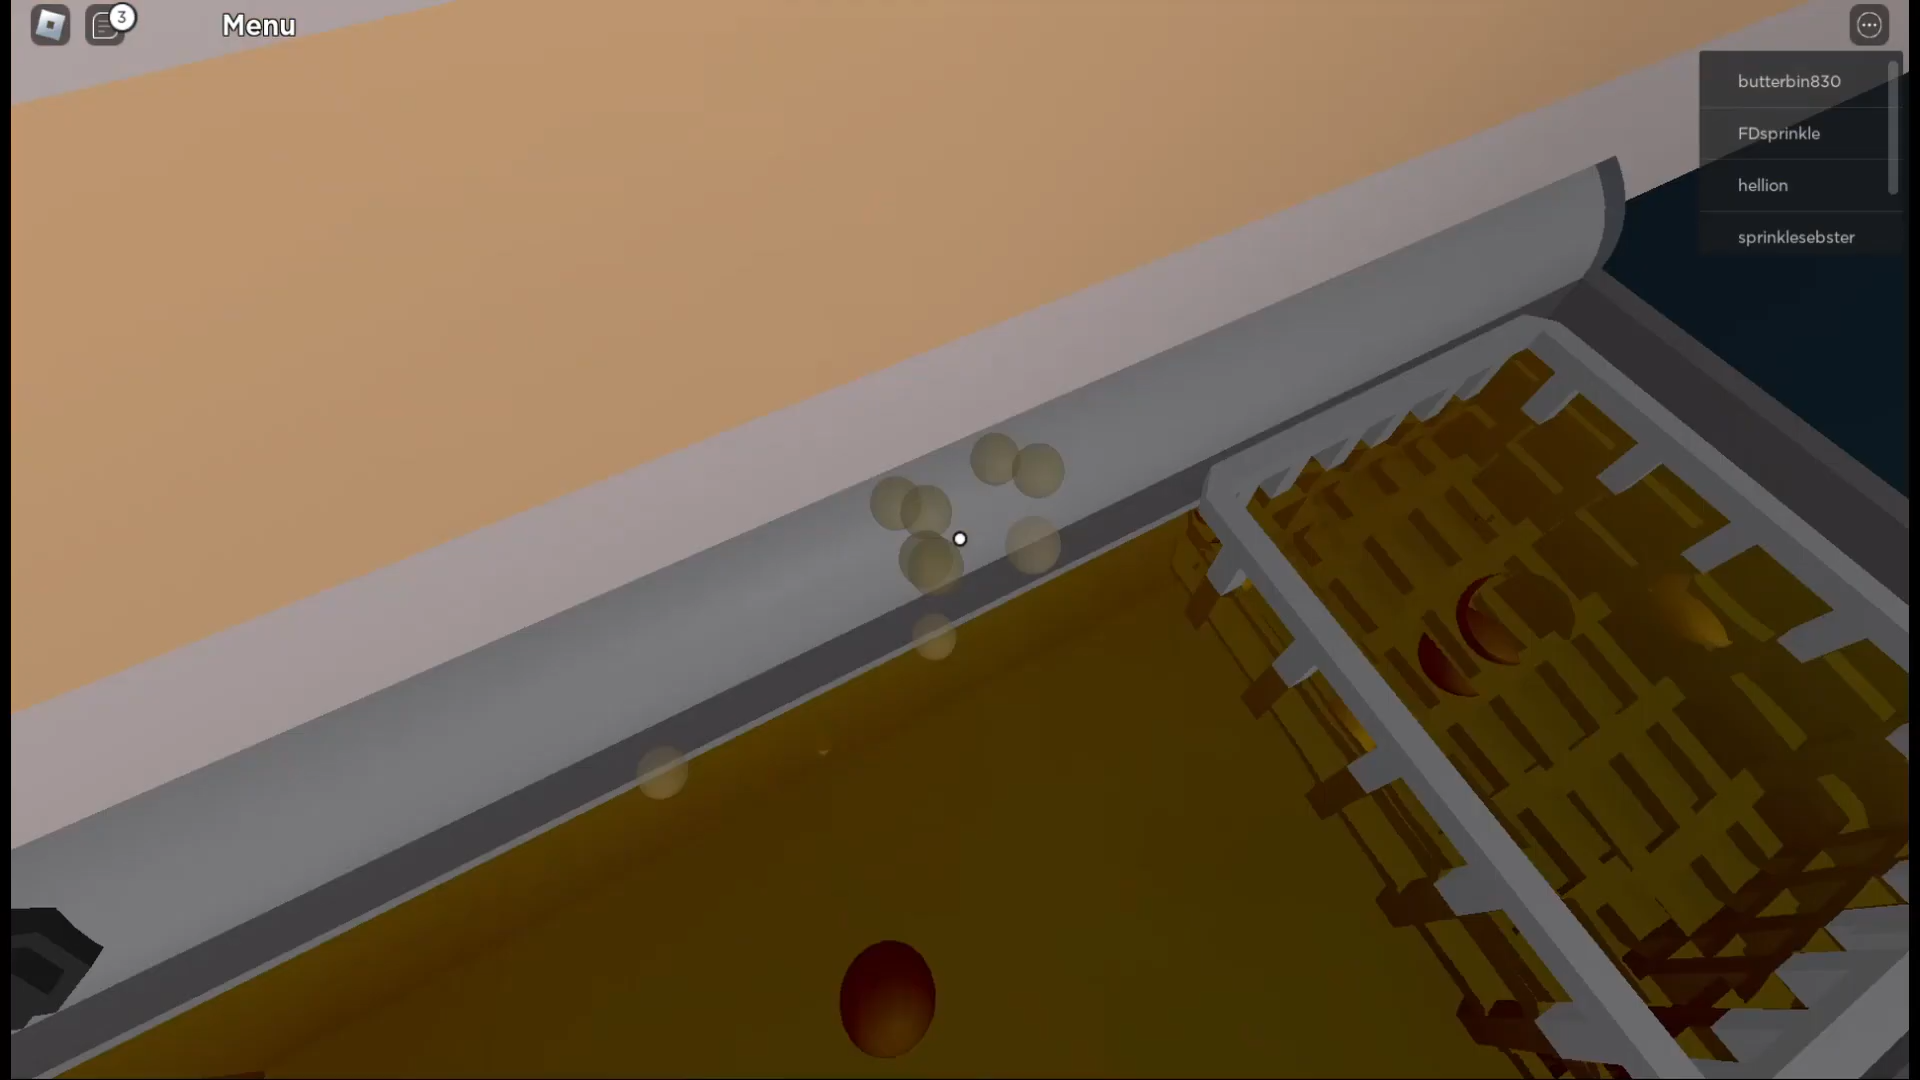 3
Menu
butterbin830
FDsprinkle
hellion
sprinklesebster